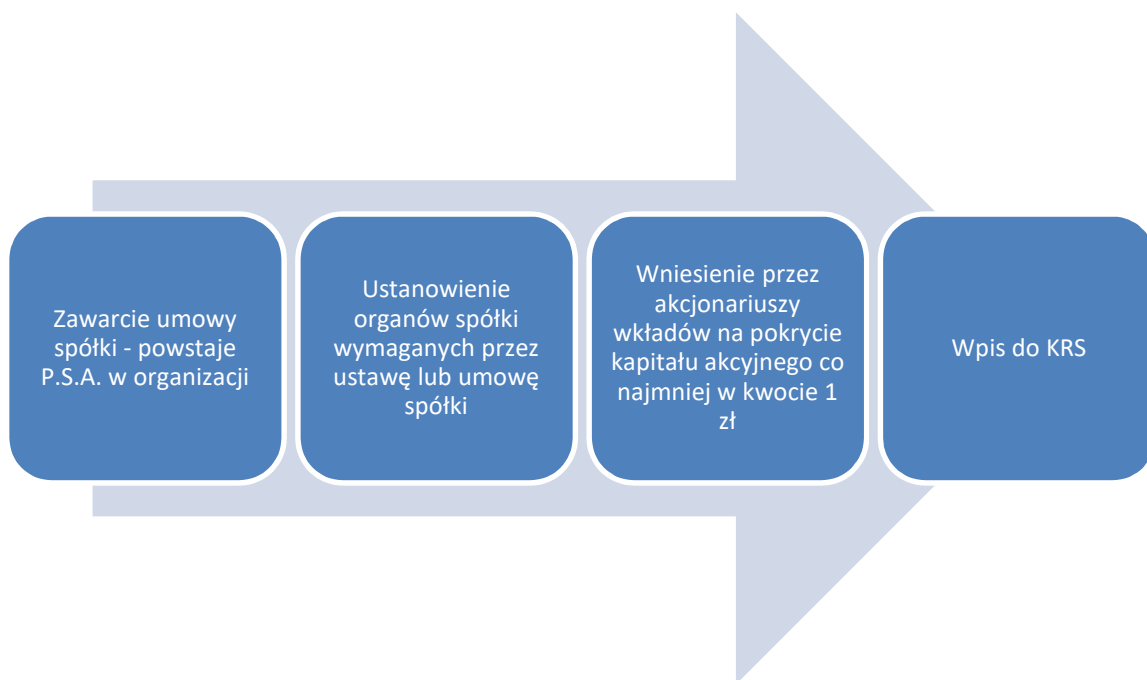 Zawarcie umowy
spółki - powstaje
P.S.A. w organizacji
Ustanowienie
organów spółki
wymaganych przez
ustawę lub umowę
spółki
Wniesienie przez
akcjonariuszy
wkładów na pokrycie
kapitału akcyjnego co
najmniej w kwocie 1
zł
Wpis do KRS